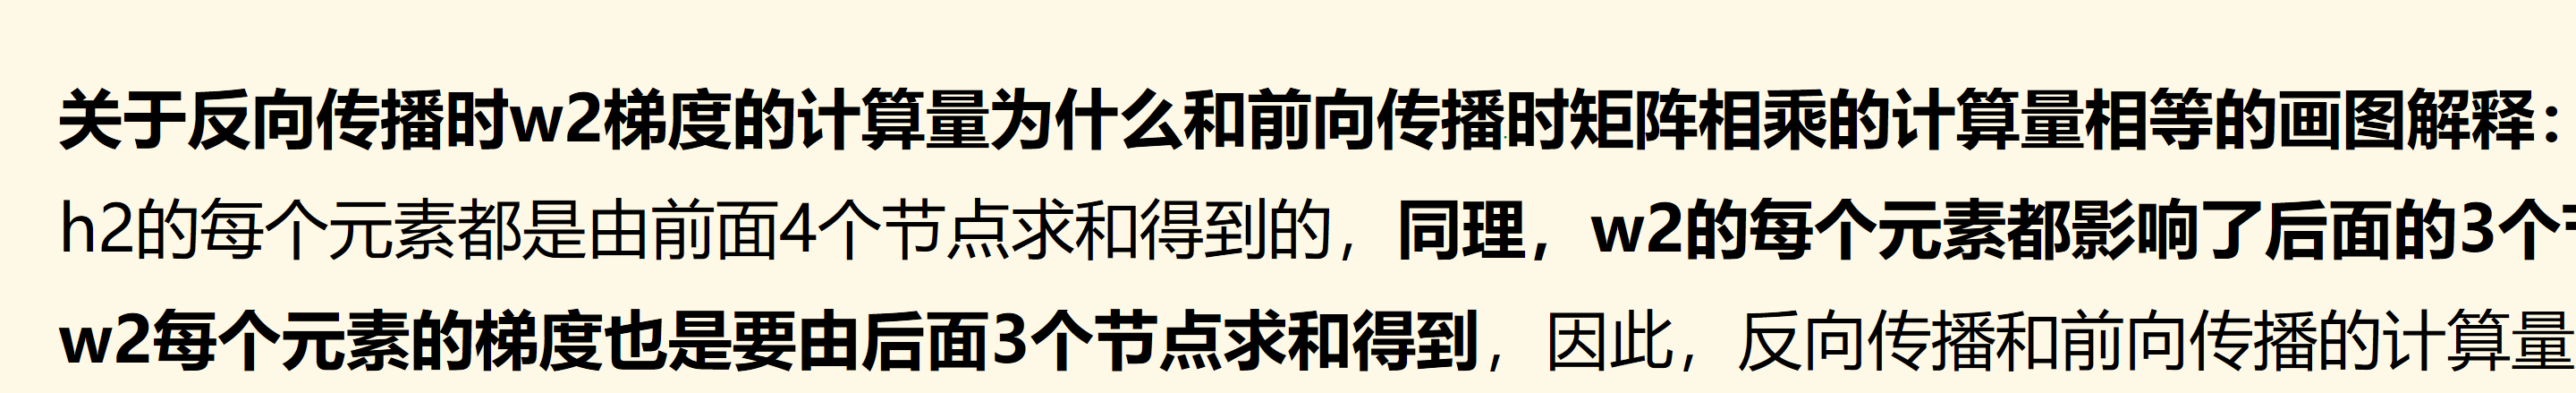 关于反向传播时w2梯度的计算量为什么和前向传播时矩阵相乘的计算量相等的画图解释：
h2的每个元素都是由前面4个节点求和得到的，同理，w2的每个元素都影响了后面的3个
w2每个元素的梯度也是要由后面3个节点求和得到，因此，反向传播和前向传播的计算量